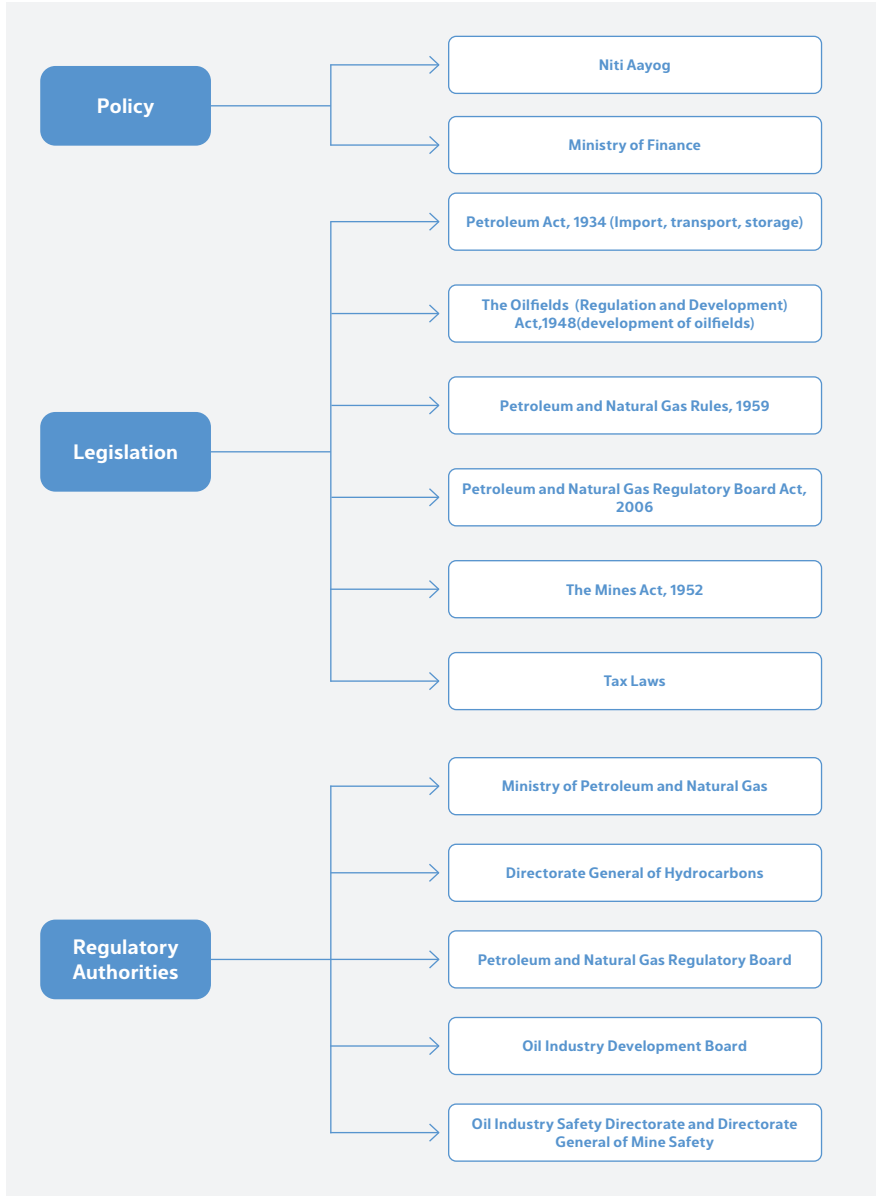 Policy
Niti Aayog
Ministry of Finance
Legislation
Petroleum Act, 1934 (Import, transport, storage)
The Oilfields  (Regulation and Development)
Act,1948(development of oilfields)
Petroleum and Natural Gas Rules, 1959
Petroleum and Natural Gas Regulatory Board Act,
2006
The Mines Act, 1952
Tax Laws
Regulatory
Authorities
Ministry of Petroleum and Natural Gas
Directorate General of Hydrocarbons
Petroleum and Natural Gas Regulatory Board
Oil Industry Development Board
Oil Industry Safety Directorate and Directorate
General of Mine Safety